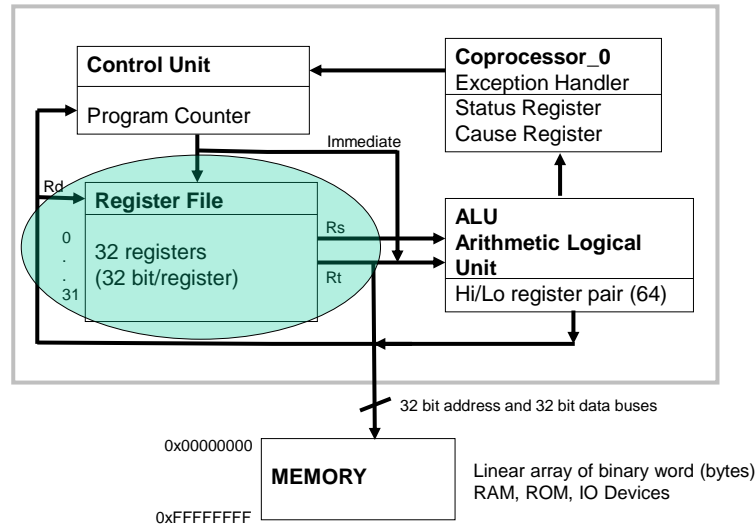 Control Unit
Program Counter
Coprocessor_0
Exception Handler
Status Register
Cause Register
Immediate
Rd
Register File
0
.
.
31
32 registers
(32 bit/register)
Rs
Rt
ALU
Arithmetic Logical
Unit
Hi/Lo register pair (64)
32 bit address and 32 bit data buses
0x00000000
MEMORY
0xFFFFFFFF
Linear array of binary word (bytes)
RAM, ROM, IO Devices